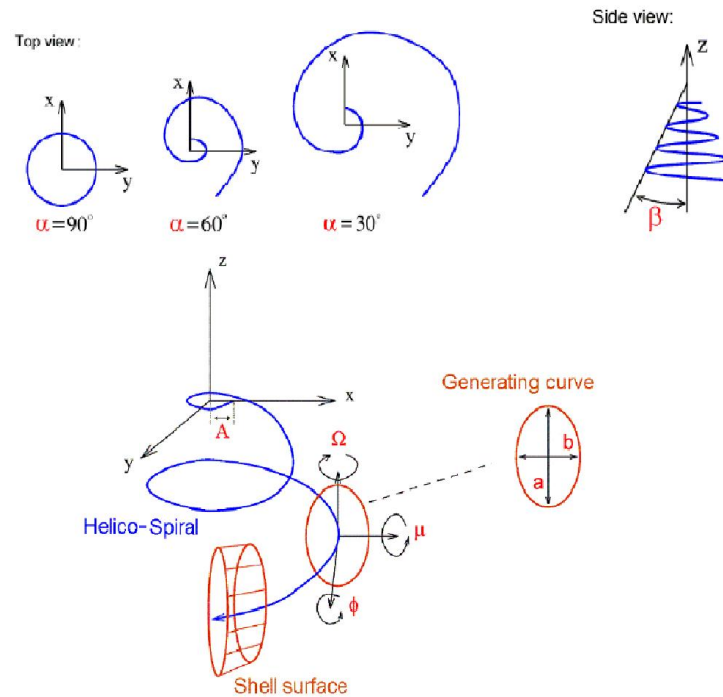 Top view :
Side view:
x
y
α=90°
x
y
α=60°
x
y
α=30°
z
β
z
x
y
A
Helico-Spiral
Ω
μ
ϕ
Shell surface
Generating curve
b
a